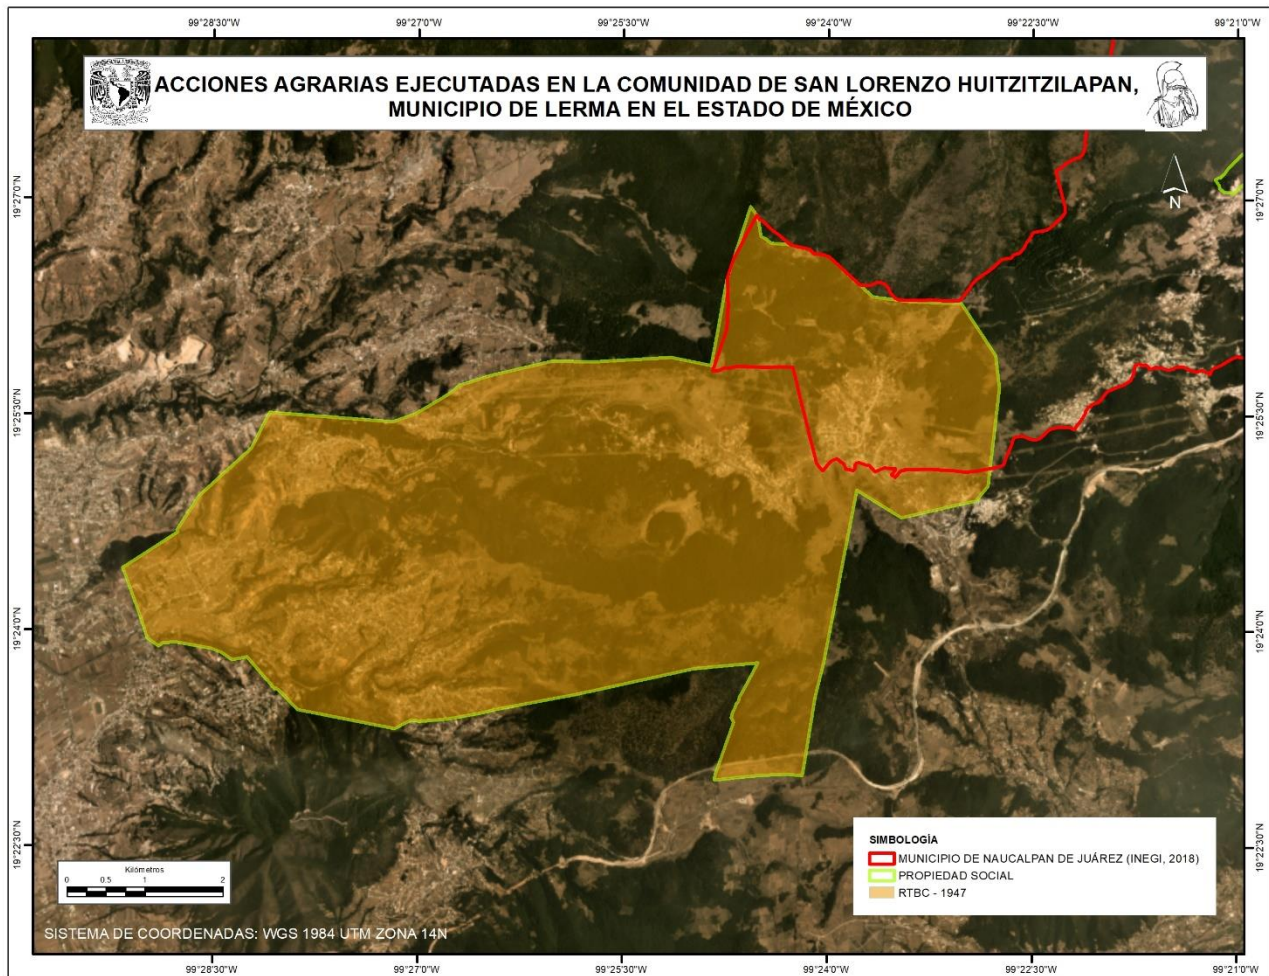 99°28'30"W 99°27'0"W 99°25'30"W 99°24'0"W 99°22'30"W 99°21'0"W
ACCIONES AGRARIAS EJECUTADAS EN LA COMUNIDAD DE SAN LORENZO HUITZITZILAPAN,
MUNICIPIO DE LERMA EN EL ESTADO DE MÉXICO
19°27'0"N 19°27'0"N
N
19°25'30"N 19°25'30"N
19°24'0"N 19°24'0"N
19°22'30"N 19°22'30"N
SIMBOLOGÍA
MUNICIPIO DE NAUCALPAN DE JUÁREZ (INEGI, 2018)
PROPIEDAD SOCIAL
RTBC - 1947
Kilómetros
0 0.5 1 2
SISTEMA DE COORDENADAS: WGS 1984 UTM ZONA 14N
99°28'30"W 99°27'0"W 99°25'30"W 99°24'0"W 99°22'30"W 99°21'0"W